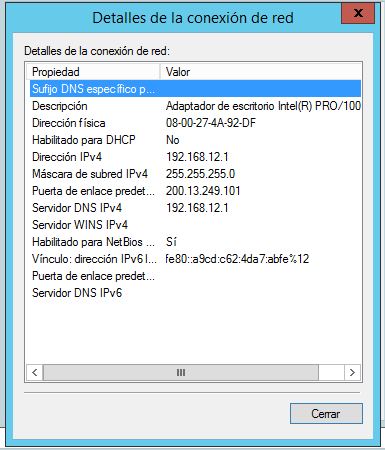 Detalles de la conexión de red
x
Detalles de la conexión de red:
Propiedad Valor
Sufijo DNS específico p...
Descripción Adaptador de escritorio Intel(R) PRO/100
Dirección física 08-00-27-4A-92-DF
Habilitado para DHCP No
Dirección IPv4 192.168.12.1
Máscara de subred IPv4 255.255.255.0
Puerta de enlace predet... 200.13.249.101
Servidor DNS IPv4 192.168.12.1
Servidor WINS IPv4
Habilitado para NetBios ... Sí
Vínculo: dirección IPv6 l... fe80::a9cd:c62:4da7:abfe%12
Puerta de enlace predet...
Servidor DNS IPv6
Cerrar